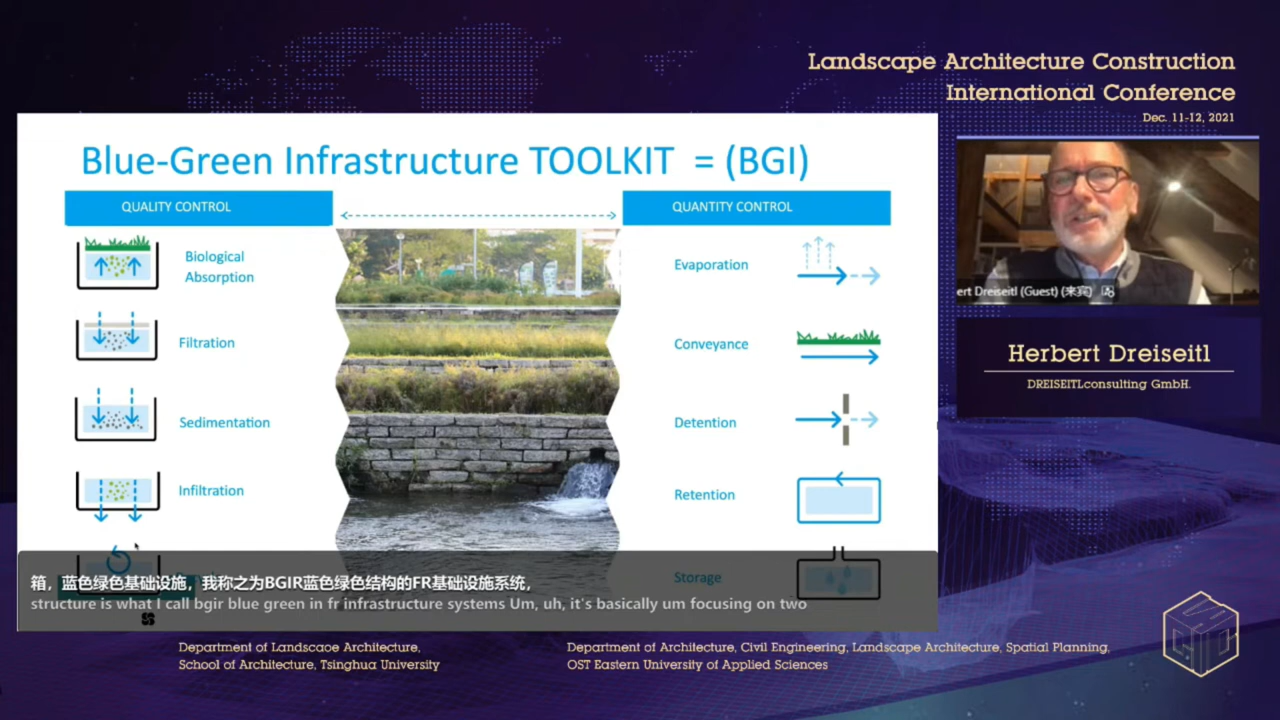 Landscape Architecture Construction
International Conference
Dec. 11-12, 2021
Blue-Green Infrastructure TOOLKIT = (BGI)
QUALITY CONTROL
Biological
Absorption
Filtration
Sedimentation
Infiltration
QUANTITY CONTROL
Evaporation
Conveyance
Detention
Retention
Storage
ert Dreiseitl (Guest) (来宾)
Herbert Dreiseitl
DREISEITLconsulting GmbH.
箱，蓝色绿色基础设施，我称之为BGIR蓝色绿色结构的FR基础设施系统，
structure is what I call bgir blue green in fr infrastructure systems Um, uh, it's basically um focusing on two
Department of Landscaoe Architecture,
School of Architecture, Tsinghua University
Department of Architecture, Civil Engineering, Landscape Architecture, Spatial Planning,
OST Eastern University of Applied Sciences